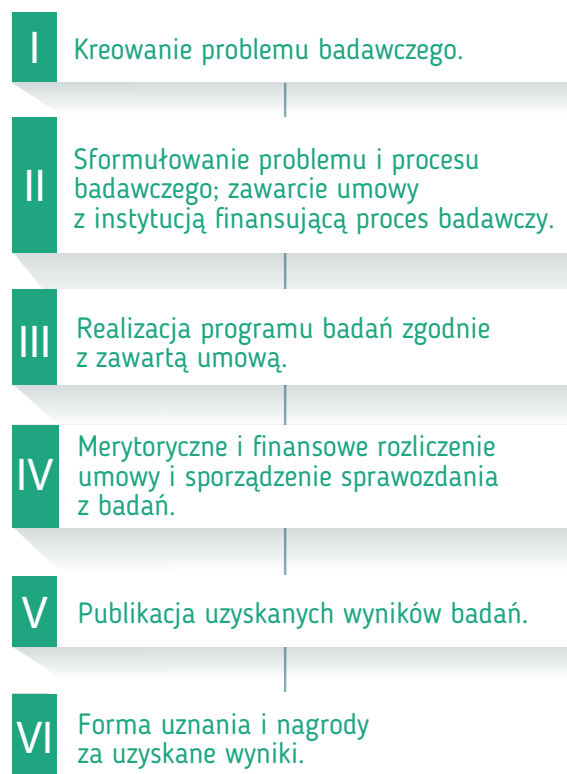 I
Kreowanie problemu badawczego.
II
Sformułowanie problemu i procesu
badawczego; zawarcie umowy
z instytucją finansującą proces badawczy.
III
Realizacja programu badań zgodnie
z zawartą umową.
IV
Merytoryczne i finansowe rozliczenie
umowy i sporządzenie sprawozdania
z badań.
V
Publikacja uzyskanych wyników badań.
VI
Forma uznania i nagrody
za uzyskane wyniki.